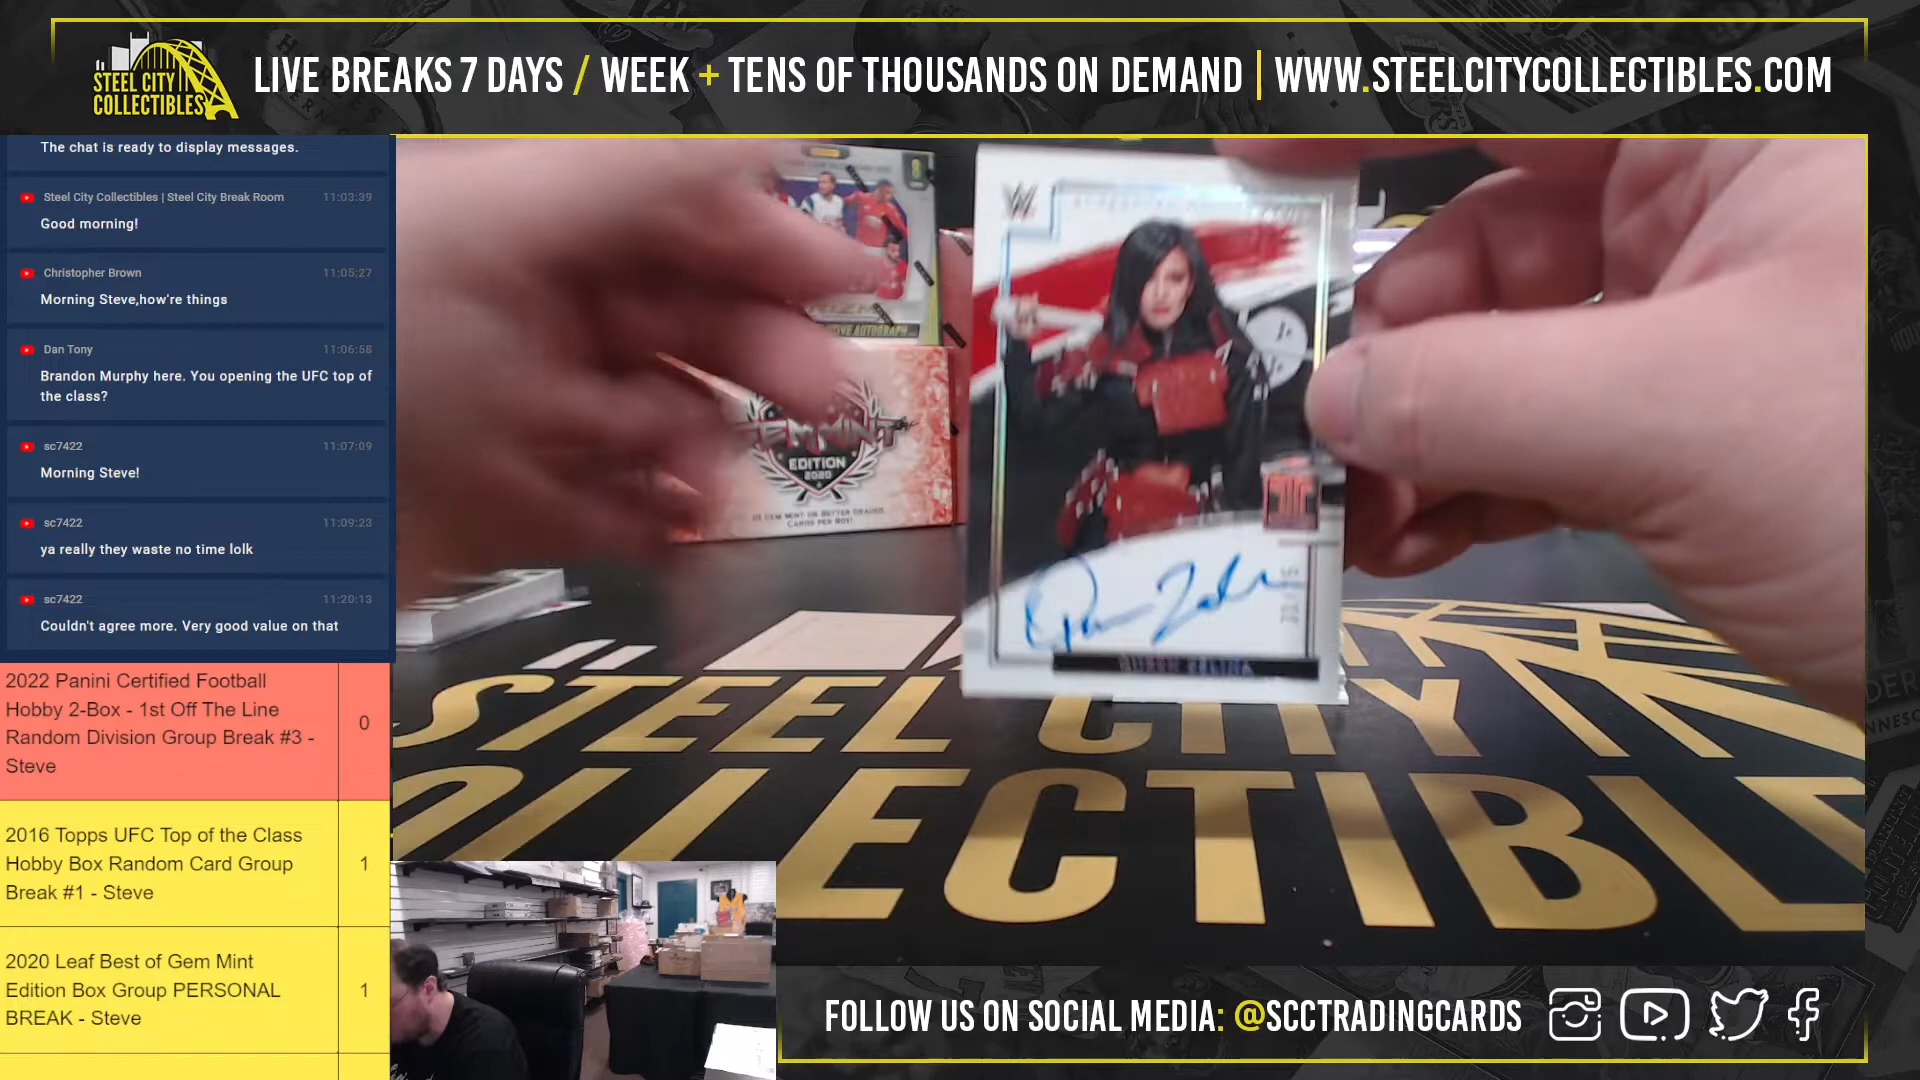 STEEL CITY
COLLECTIBLES
LIVE BREAKS 7 DAYS / WEEK + TENS OF THOUSANDS ON DEMAND | WWW.STEELCITYCOLLECTIBLES.COM
The chat is ready to display messages.
Steel City Collectibles | Steel City Break Room 11:03:39
Good morning!
Christopher Brown 11:05:27
Morning Steve,how're things
Dan Tony 11:06:58
Brandon Murphy here. You opening the UFC top of
the class?
sc7422 11:07:09
Morning Steve!
sc7422 11:09:23
ya really they waste no time lolk
sc7422 11:20:13
Couldn't agree more. Very good value on that
2022 Panini Certified Football
Hobby 2-Box - 1st Off The Line
Random Division Group Break #3 -
Steve
0
2016 Topps UFC Top of the Class
Hobby Box Random Card Group
Break #1 - Steve
1
2020 Leaf Best of Gem Mint
Edition Box Group PERSONAL
BREAK - Steve
1
W
EDITION
2020
STEEL CITY
OLLECTIBLE
FOLLOW US ON SOCIAL MEDIA: @SCCTRADINGCARDS